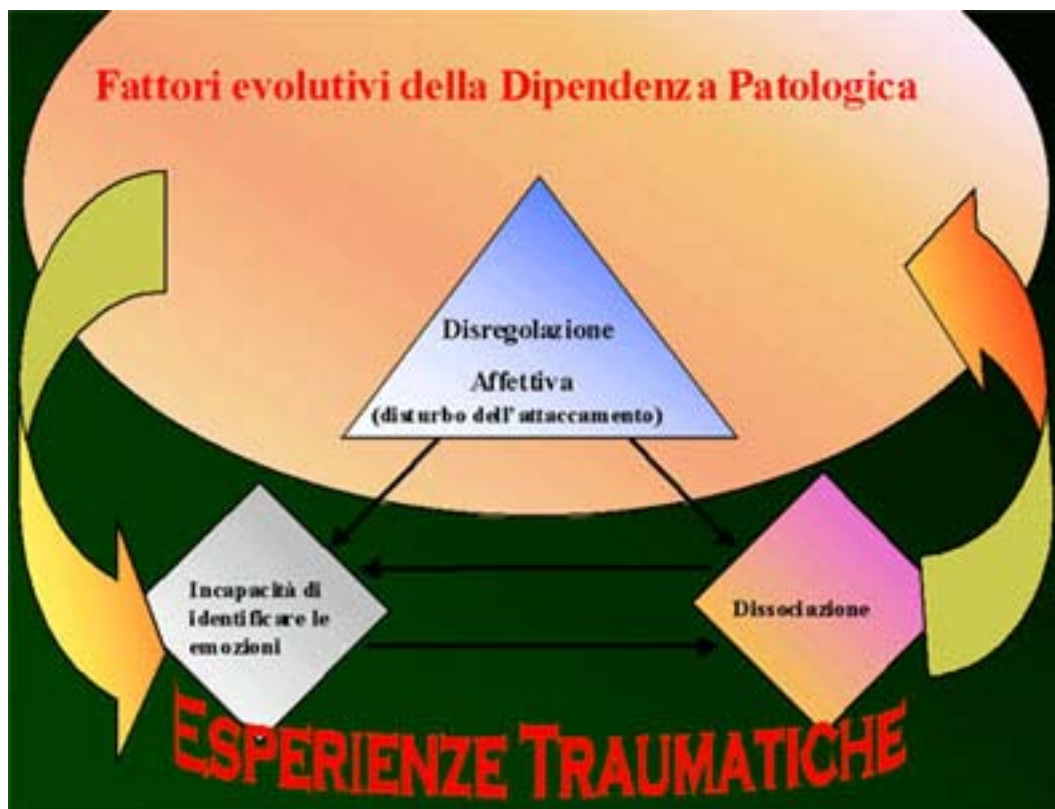 Fattori evolutivi della Dipendenza Patologica
Disregolazione
Affettiva
(disturbo dell'attaccamento)
Incapacità di
identificare le
emozioni
Dissociazione
ESPERIENZE TRAUMATICHE